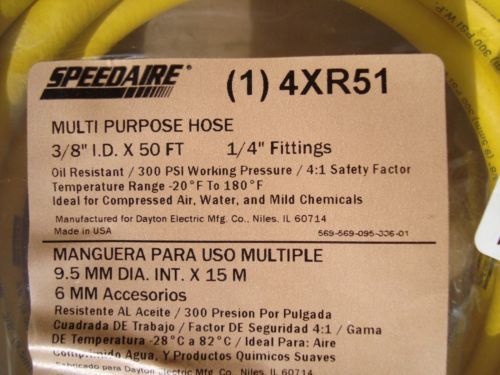 SPEEDAIRE® (1) 4XR51
MULTI PURPOSE HOSE
3/8" I.D. X 50 FT 1/4" Fittings
Oil Resistant / 300 PSI Working Pressure / 4:1 Safety Factor
Temperature Range -20°F To 180°F
Ideal for Compressed Air, Water, and Mild Chemicals
Manufactured for Dayton Electric Mfg. Co., Niles, IL 60714
Made in USA 569-569-095-336-01
MANGUERA PARA USO MULTIPLE
9.5 MM DIA. INT. X 15 M
6 MM Accesorios
Resistente AL Aceite / 300 Presion Por Pulgada
Cuadrada DE Trabajo / Factor DE Seguridad 4:1 / Gama
DE Temperatura -28°C a 82°C / Ideal Para: Aire
Comprimido Agua, Y Productos Quimicos Suaves
Fabricado para Dayton Electric Mfg. Co., Niles, IL 60714
300 PSI W.P.